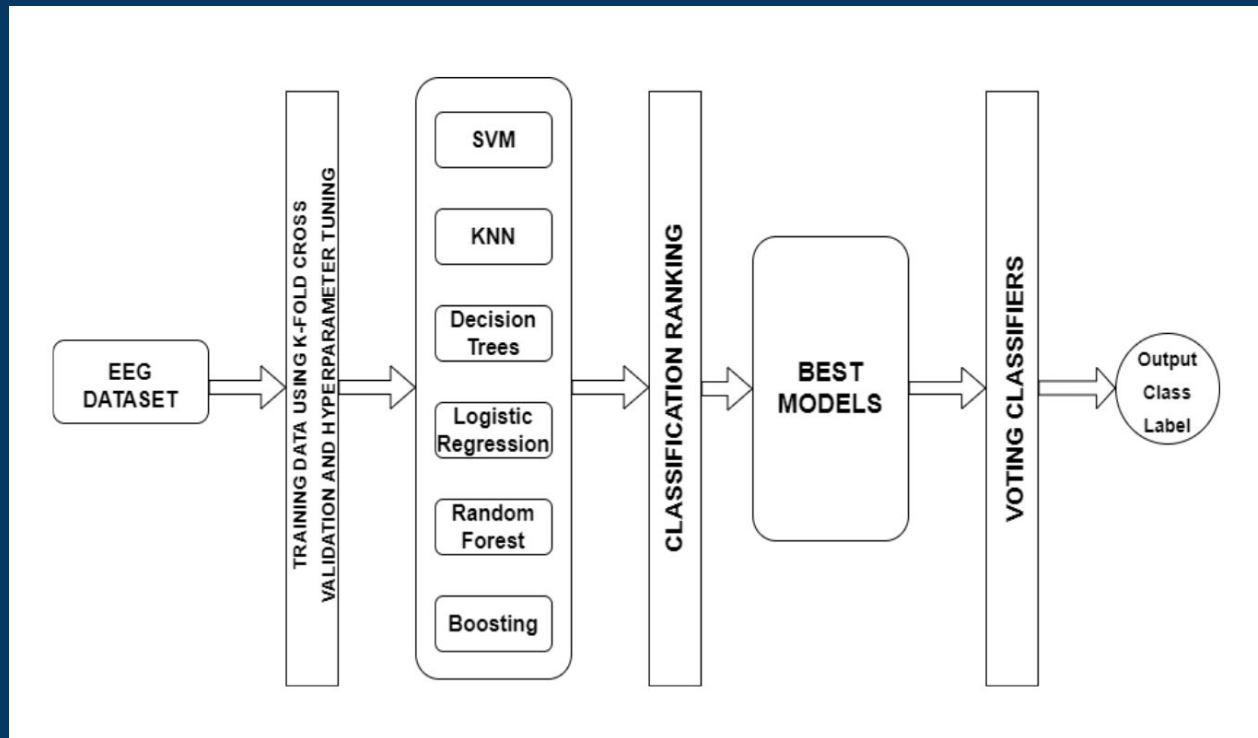 EEG
DATASET
TRAINING DATA USING K-FOLD CROSS
VALIDATION AND HYPERPARAMETER TUNING
SVM
KNN
Decision
Trees
Logistic
Regression
Random
Forest
Boosting
CLASSIFICATION RANKING
BEST
MODELS
VOTING CLASSIFIERS
Output
Class
Label